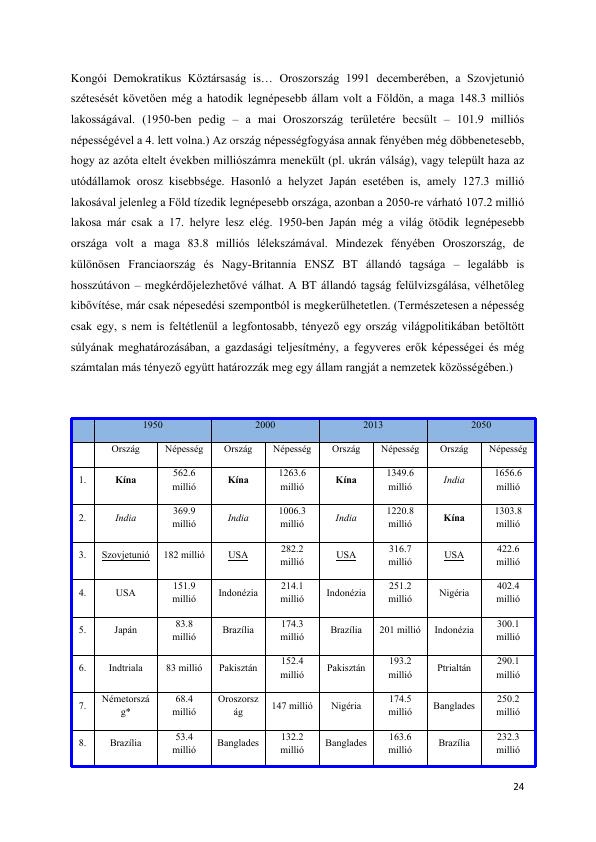 Kongói Demokratikus Köztársaság is… Oroszország 1991 decemberében, a Szovjetunió
szétesését követően még a hatodik legnépesebb állam volt a Földön, a maga 148.3 milliós
lakosságával. (1950-ben pedig – a mai Oroszország területére becsült – 101.9 milliós
népességével a 4. lett volna.) Az ország népességfogyása annak fényében még döbbenetesebb,
hogy az azóta eltelt években milliószámra menekült (pl. ukrán válság), vagy települt haza az
utódállamok orosz kisebbsége. Hasonló a helyzet Japán esetében is, amely 127.3 millió
lakosával jelenleg a Föld tízedik legnépesebb országa, azonban a 2050-re várható 107.2 millió
lakosa már csak a 17. helyre lesz elég. 1950-ben Japán még a világ ötödik legnépesebb
országa volt a maga 83.8 milliós lélekszámával. Mindezek fényében Oroszország, de
különösen Franciaország és Nagy-Britannia ENSZ BT állandó tagsága – legalább is
hosszútávon – megkérdőjelezhetővé válhat. A BT állandó tagság felülvizsgálása, vélhetőleg
kibővítése, már csak népesedési szempontból is megkerülhetetlen. (Természetesen a népesség
csak egy, s nem is feltétlenül a legfontosabb, tényező egy ország világpolitikában betöltött
súlyának meghatározásában, a gazdasági teljesítmény, a fegyveres erők képességei és még
számtalan más tényező együtt határozzák meg egy állam rangját a nemzetek közösségében.)
1950 2000 2013 2050
Ország Népesség Ország Népesség Ország Népesség Ország Népesség
1. Kína 562.6 millió Kína 1263.6 millió Kína 1349.6 millió India 1656.6 millió
2. India 369.9 millió India 1006.3 millió India 1220.8 millió Kína 1303.8 millió
3. Szovjetunió 182 millió USA 282.2 millió USA 316.7 millió USA 422.6 millió
4. USA 151.9 millió Indonézia 214.1 millió Indonézia 251.2 millió Nigéria 402.4 millió
5. Japán 83.8 millió Brazília 174.3 millió Brazília 201 millió Indonézia 300.1 millió
6. Indtriala 83 millió Pakisztán 152.4 millió Pakisztán 193.2 millió Ptrialtán 290.1 millió
7. Németország* 68.4 millió Oroszország 147 millió Nigéria 174.5 millió Banglades 250.2 millió
8. Brazília 53.4 millió Banglades 132.2 millió Banglades 163.6 millió Brazília 232.3 millió
24